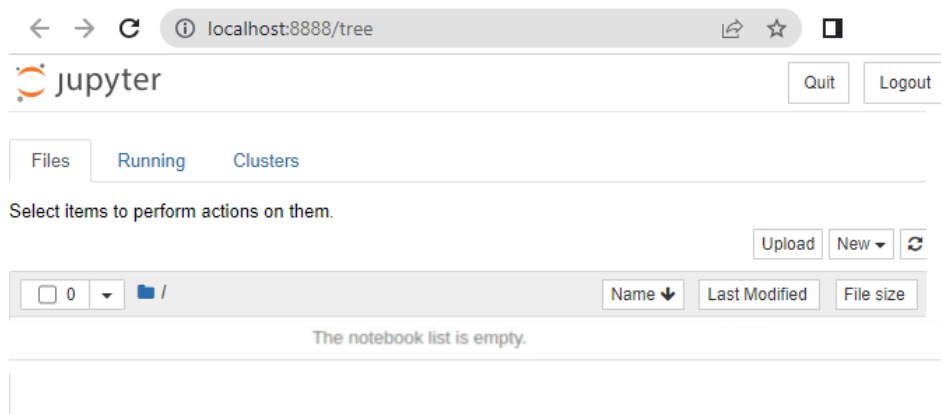 localhost:8888/tree
jupyter
Quit
Logout
Files
Running
Clusters
Select items to perform actions on them.
Upload
New
0
/
Name
Last Modified
File size
The notebook list is empty.